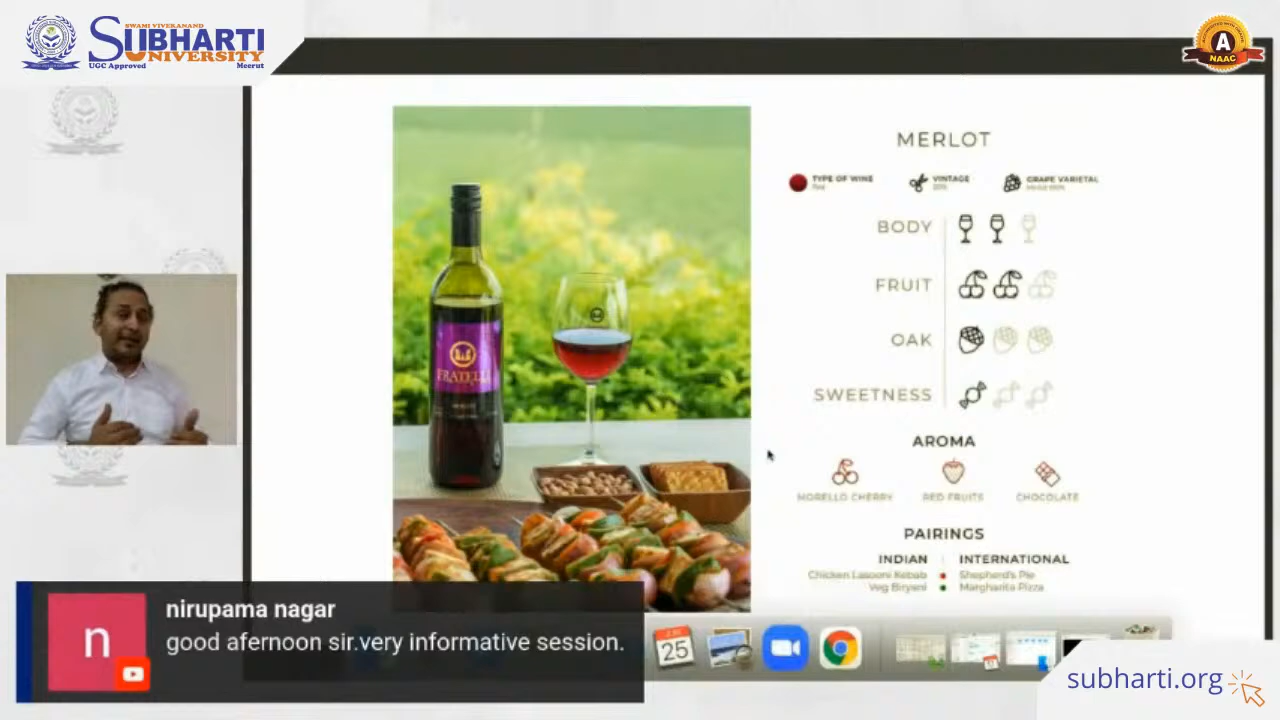 SWAMI VIVEKANAND
SUBHARTI
UNIVERSITY
UGC Approved Meerut
A
NAAC
MERLOT
TYPE OF WINE
Red
VINTAGE
GRAPE VARIETAL
BODY
FRUIT
OAK
SWEETNESS
AROMA
MORELLO CHERRY
RED FRUITS
CHOCOLATE
PAIRINGS
INDIAN
INTERNATIONAL
Chicken Lasooni Kebab
Shepherd's Pie
Veg Biryani
Margharita Pizza
FRATELLI
n
nirupama nagar
good afernoon sir.very informative session.
25
subharti.org